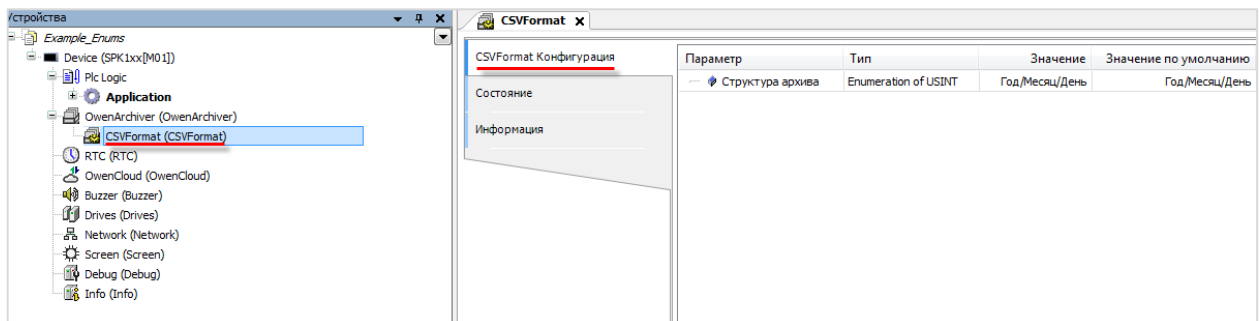 /стройства
Example_Enums
Device (SPK1xx[M01])
Plc Logic
Application
OwenArchiver (OwenArchiver)
CSVFormat (CSVFormat)
RTC (RTC)
OwenCloud (OwenCloud)
Buzzer (Buzzer)
Drives (Drives)
Network (Network)
Screen (Screen)
Debug (Debug)
Info (Info)
CSVFormat
CSVFormat Конфигурация
Состояние
Информация
Параметр Тип Значение Значение по умолчанию
Структура архива Enumeration of USINT Год/Месяц/День Год/Месяц/День